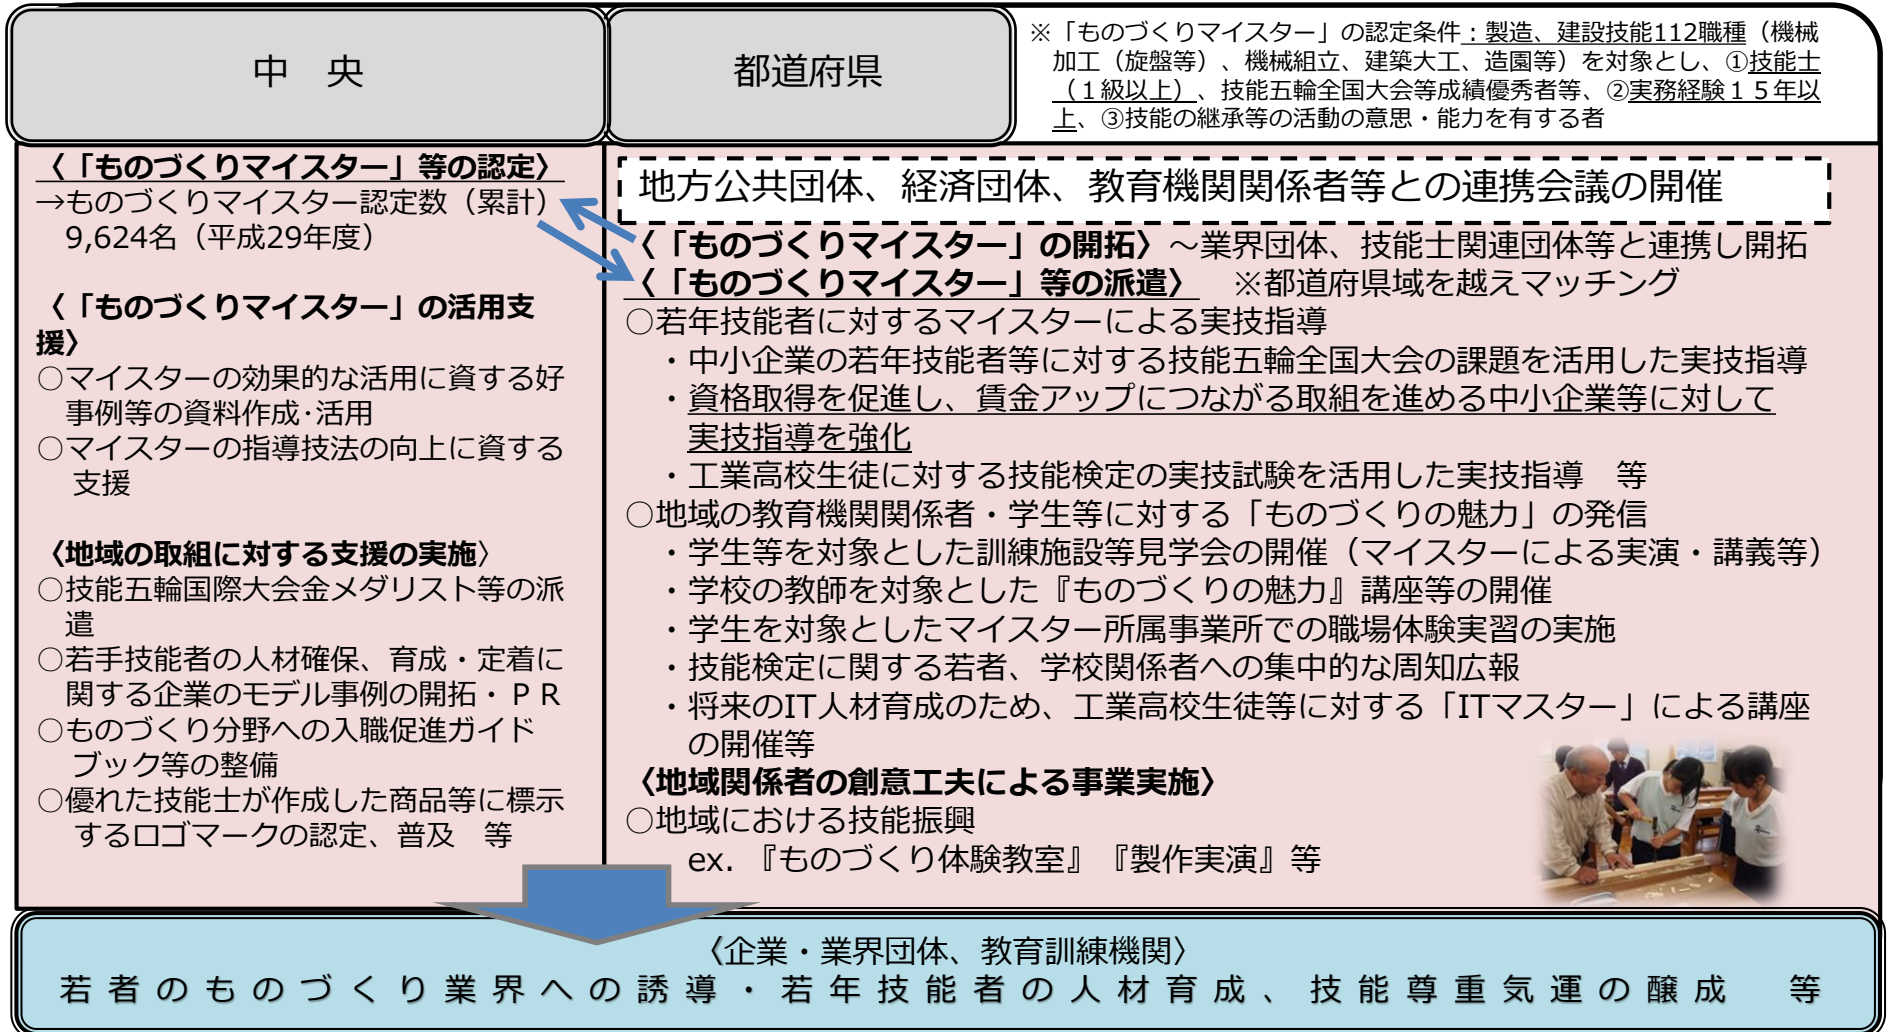 中　央
都道府県
※「ものづくりマイスター」の認定条件：製造、建設技能112職種（機械
加工（旋盤等）、機械組立、建築大工、造園等）を対象とし、①技能士
（１級以上）、技能五輪全国大会等成績優秀者等、②実務経験１５年以
上、③技能の継承等の活動の意思・能力を有する者
〈「ものづくりマイスター」等の認定〉
→ものづくりマイスター認定数（累計）
9,624名（平成29年度）
〈「ものづくりマイスター」の活用支
援〉
○マイスターの効果的な活用に資する好
事例等の資料作成･活用
○マイスターの指導技法の向上に資する
支援
〈地域の取組に対する支援の実施〉
○技能五輪国際大会金メダリスト等の派
遣
○若手技能者の人材確保、育成・定着に
関する企業のモデル事例の開拓・ＰＲ
○ものづくり分野への入職促進ガイド
ブック等の整備
○優れた技能士が作成した商品等に標示
するロゴマークの認定、普及　等
地方公共団体、経済団体、教育機関関係者等との連携会議の開催
〈「ものづくりマイスター」の開拓〉～業界団体、技能士関連団体等と連携し開拓
〈「ものづくりマイスター」等の派遣〉　※都道府県域を越えマッチング
○若年技能者に対するマイスターによる実技指導
・中小企業の若年技能者等に対する技能五輪全国大会の課題を活用した実技指導
・資格取得を促進し、賃金アップにつながる取組を進める中小企業等に対して
実技指導を強化
・工業高校生徒に対する技能検定の実技試験を活用した実技指導　等
○地域の教育機関関係者・学生等に対する「ものづくりの魅力」の発信
・学生等を対象とした訓練施設等見学会の開催（マイスターによる実演・講義等）
・学校の教師を対象とした『ものづくりの魅力』講座等の開催
・学生を対象としたマイスター所属事業所での職場体験実習の実施
・技能検定に関する若者、学校関係者への集中的な周知広報
・将来のIT人材育成のため、工業高校生徒等に対する「ITマスター」による講座
の開催等
〈地域関係者の創意工夫による事業実施〉
○地域における技能振興
ex. 『ものづくり体験教室』『製作実演』等
〈企業・業界団体、教育訓練機関〉
若者のものづくり業界への誘導・若年技能者の人材育成、技能尊重気運の醸成　等